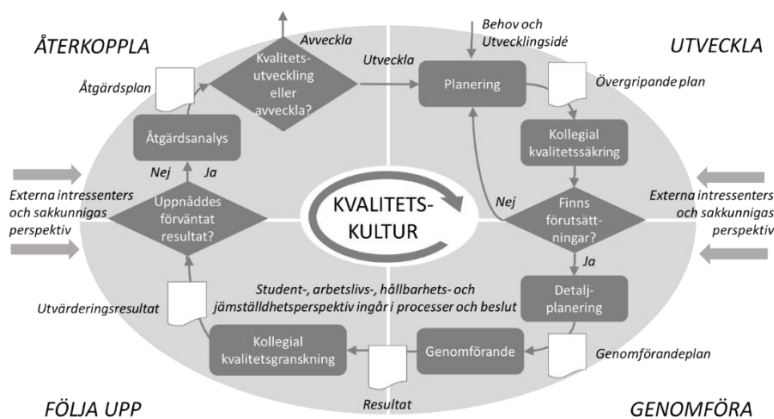 ÅTERKOPPLA
Avveckla
Behov och
Utvecklingsidé
UTVECKLA
Åtgärdsplan
Kvalitets-
utveckling
eller
avveckla?
Utveckla
Planering
Övergripande plan
Åtgärdsanalys
Kollegial
kvalitetssäkring
Nej
Ja
Nej
Externa intressenters
och sakkunnigas
perspektiv
Uppnåddes
förväntat
resultat?
KVALITETS-
KULTUR
Finns
förutsätt-
ningar?
Externa intressenters
och sakkunnigas
perspektiv
Ja
Student-, arbetslivs-, hållbarhets- och
jämställdhetsperspektiv ingår i processer och beslut
Detalj-
planering
Utvärderingsresultat
Kollegial
kvalitetsgranskning
Genomförande
Genomförandeplan
Resultat
FÖLJA UPP
GENOMFÖRA